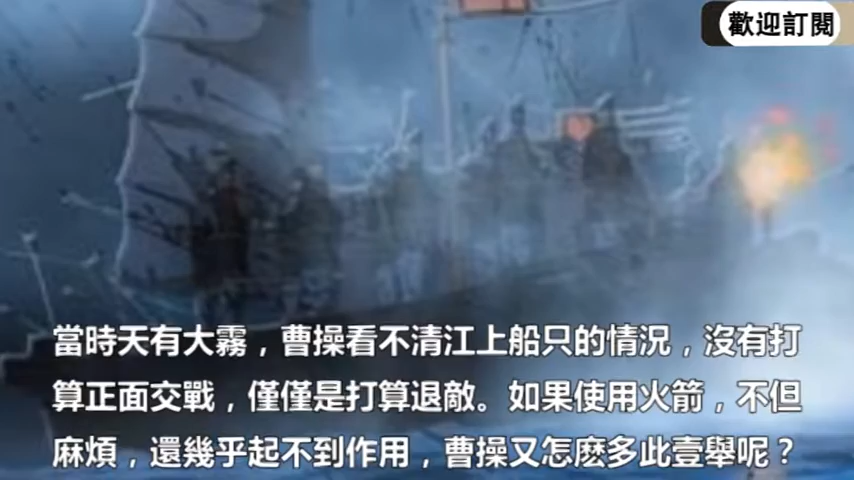 歡迎訂閱
當時天有大霧，曹操看不清江上船只的情況，沒有打
算正面交戰，僅僅是打算退敵。如果使用火箭，不但
麻煩，還幾乎起不到作用，曹操又怎麽多此壹舉呢？